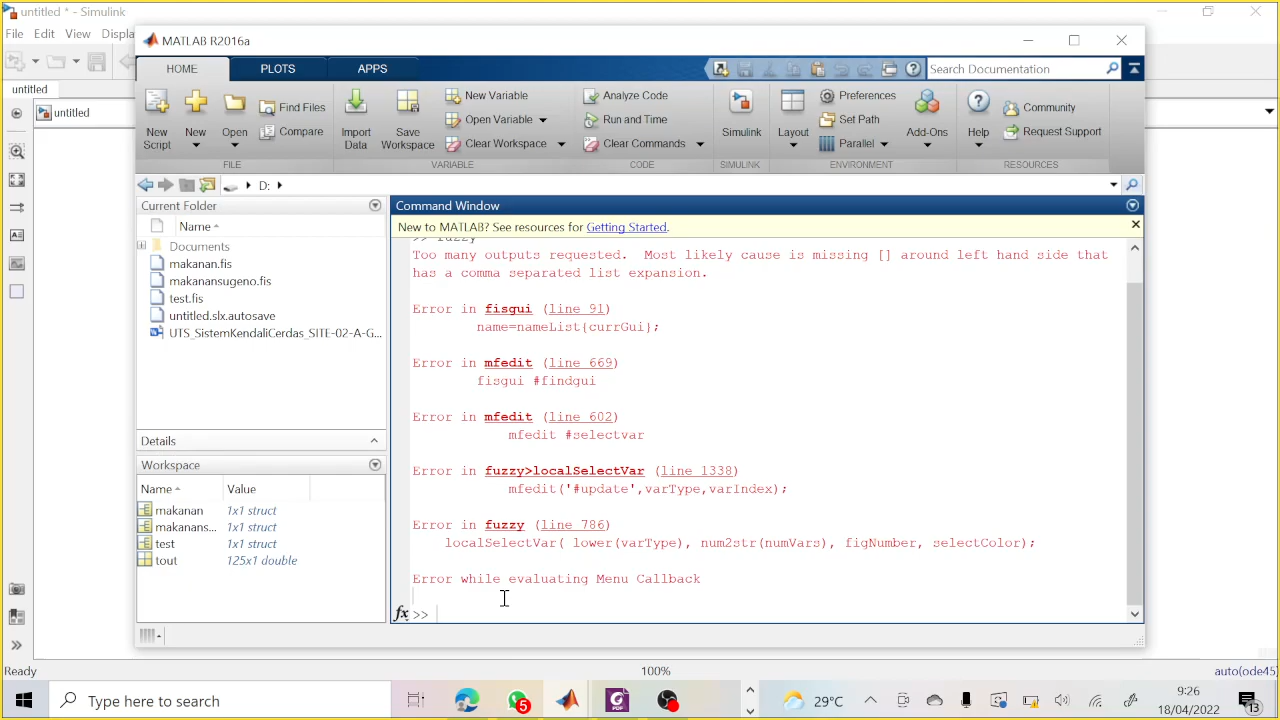 untitled * - Simulink
File Edit View Displa
untitled
untitled
MATLAB R2016a
HOME PLOTS APPS
Search Documentation
New Script
New
Open
Find Files
Compare
FILE
Import Data
Save Workspace
New Variable
Open Variable
Clear Workspace
VARIABLE
Analyze Code
Run and Time
Clear Commands
CODE
Simulink
SIMULINK
Layout
Preferences
Set Path
Parallel
Add-Ons
ENVIRONMENT
Help
Community
Request Support
RESOURCES
D:
Current Folder
Name
Documents
makanan.fis
makanansugeno.fis
test.fis
untitled.slx.autosave
UTS_SistemKendaliCerdas_SITE-02-A-G...
Details
Workspace
Name Value
makanan 1x1 struct
makanans... 1x1 struct
test 1x1 struct
tout 125x1 double
Command Window
New to MATLAB? See resources for Getting Started.
>> fuzzy
Too many outputs requested. Most likely cause is missing [] around left hand side that
has a comma separated list expansion.
Error in fisgui (line 91)
name=nameList{currGui};
Error in mfedit (line 669)
fisgui #findgui
Error in mfedit (line 602)
mfedit #selectvar
Error in fuzzy>localSelectVar (line 1338)
mfedit('#update',varType,varIndex);
Error in fuzzy (line 786)
localSelectVar( lower(varType), num2str(numVars), figNumber, selectColor);
Error while evaluating Menu Callback
fx >>
Ready 100% auto(ode45)
Type here to search
5
PDF
29°C
9:26
18/04/2022
13